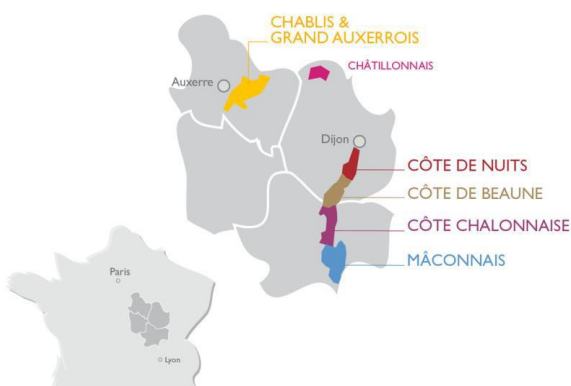 CHABLIS &
GRAND AUXERROIS
CHÂTILLONNAIS
Auxerre
Dijon
CÔTE DE NUITS
CÔTE DE BEAUNE
CÔTE CHALONNAISE
MÂCONNAIS
Paris
Lyon